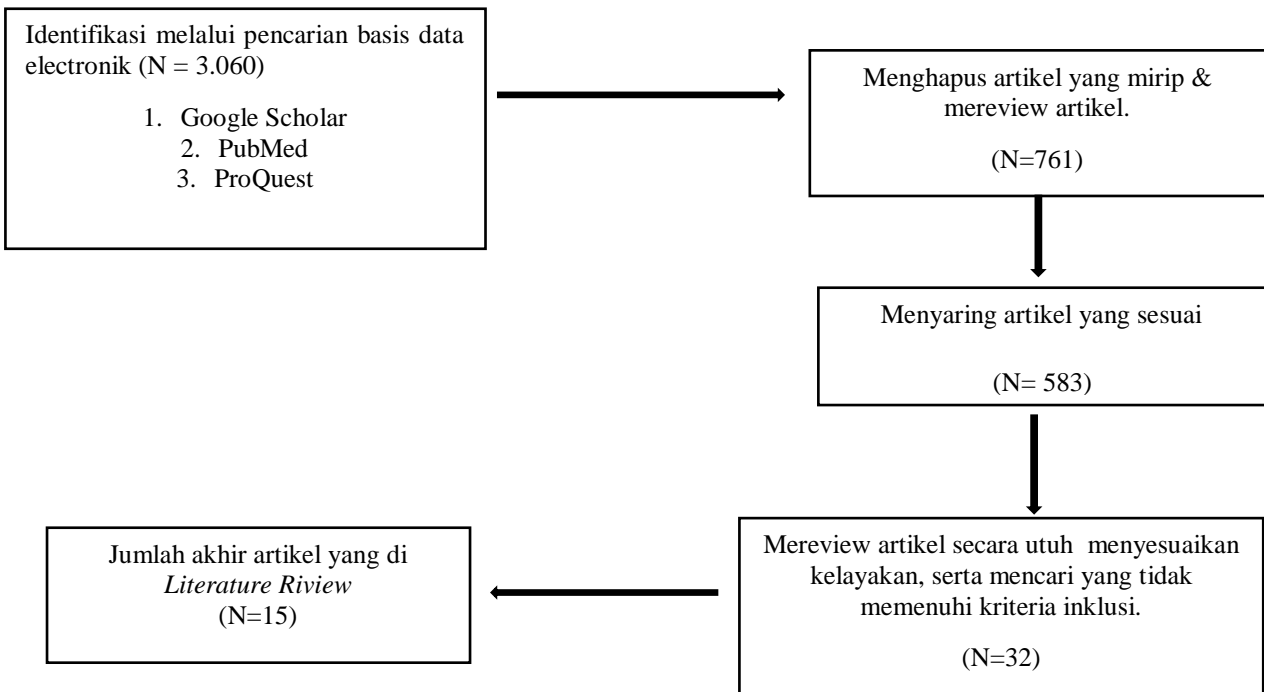 Identifikasi melalui pencarian basis data
electronik (N = 3.060)
1. Google Scholar
2. PubMed
3. ProQuest
Menghapus artikel yang mirip &
mereview artikel.
(N=761)
Menyaring artikel yang sesuai
(N= 583)
Mereview artikel secara utuh menyesuaikan
kelayakan, serta mencari yang tidak
memenuhi kriteria inklusi.
(N=32)
Jumlah akhir artikel yang di
Literature Riview
(N=15)